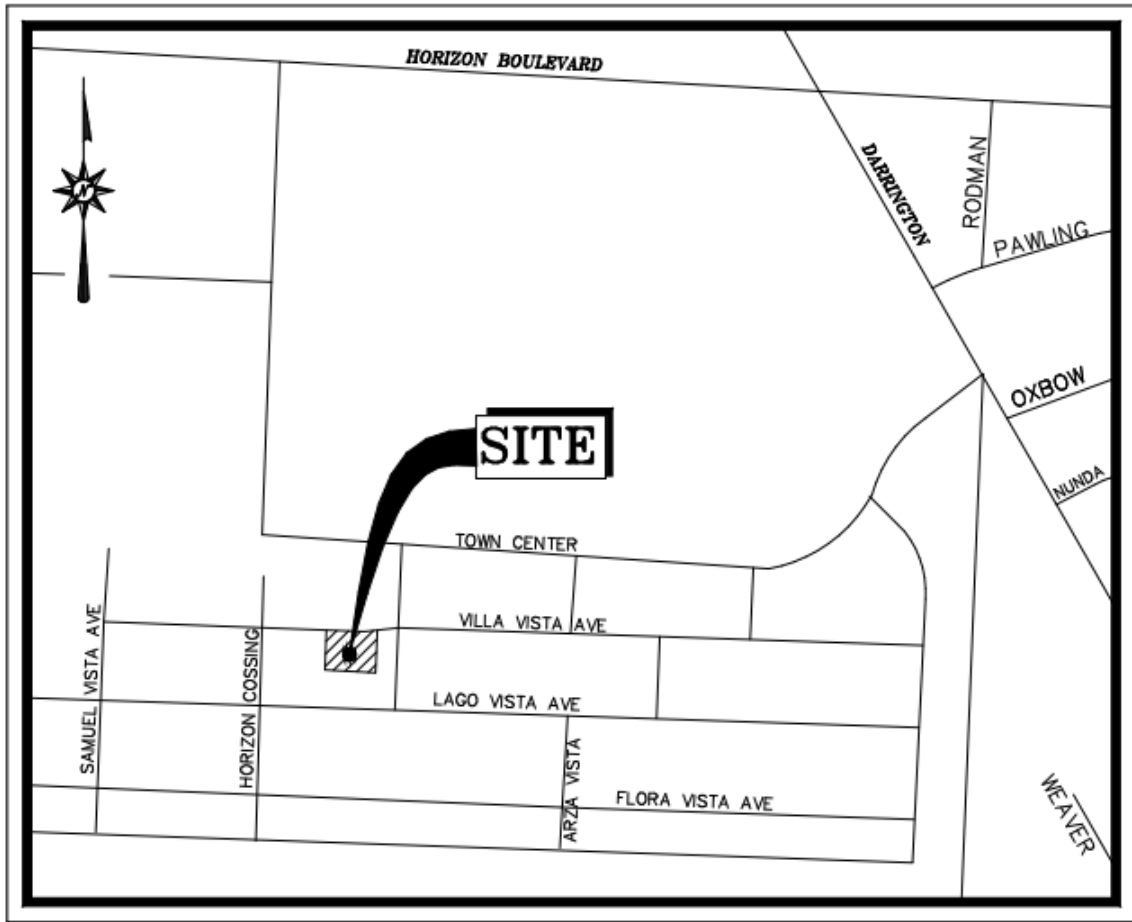 HORIZON BOULEVARD
DARRINGTON
RODMAN
PAWLING
N
OXBOW
SITE
NUNDA
TOWN CENTER
VILLA VISTA AVE
SAMUEL VISTA AVE
HORIZON COSSING
LAGO VISTA AVE
ARZA VISTA
FLORA VISTA AVE
WEAVER